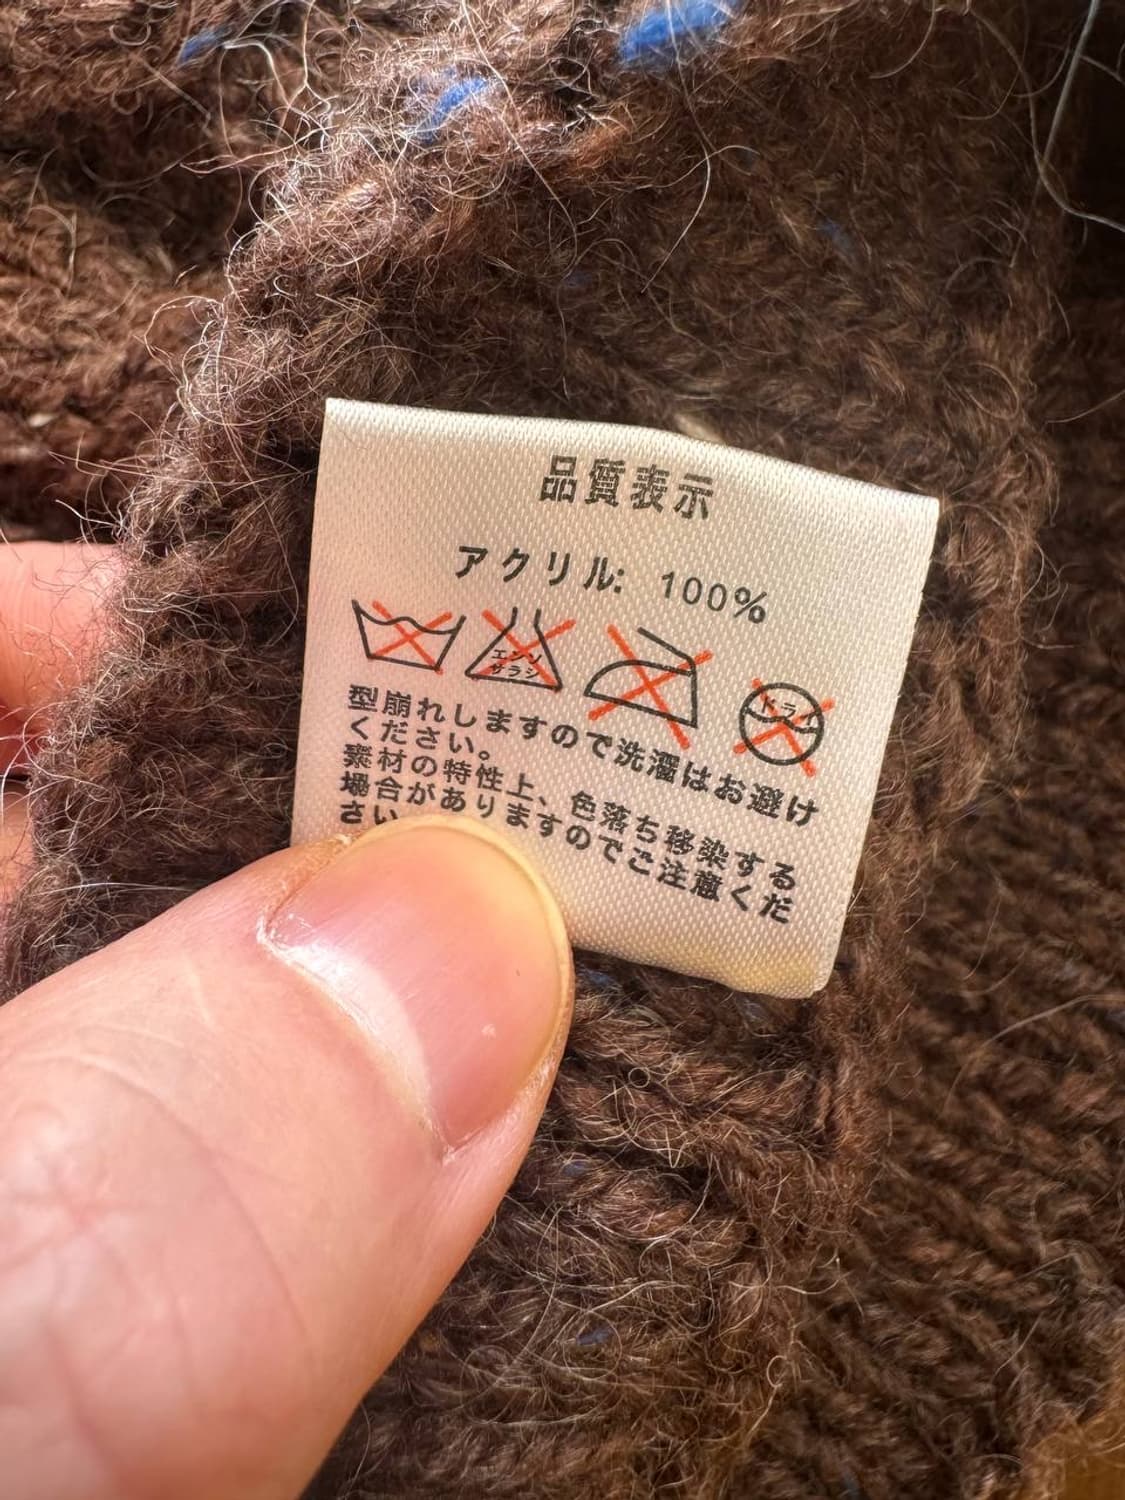 品質表示
アクリル: 100%
エンソ
サラシ
ドライ
型崩れしますので洗濯はお避け
ください。
素材の特性上、色落ち移染する
場合がありますのでご注意くだ
さい